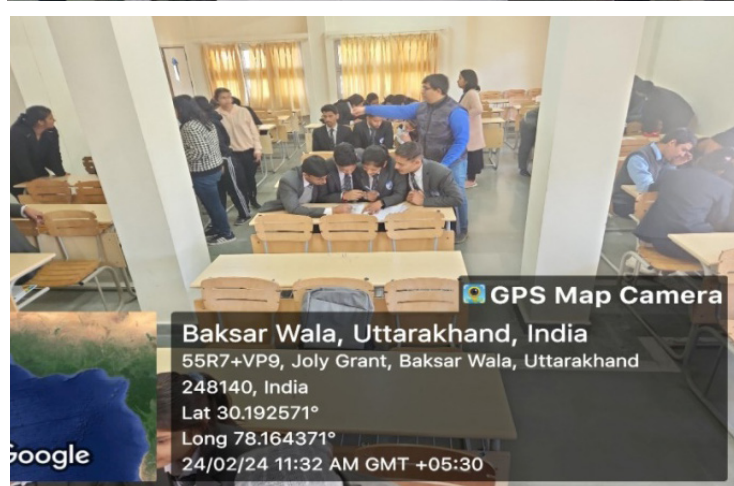 GPS Map Camera
Baksar Wala, Uttarakhand, India
55R7+VP9, Joly Grant, Baksar Wala, Uttarakhand
248140, India
Lat 30.192571°
Long 78.164371°
24/02/24 11:32 AM GMT +05:30
Google